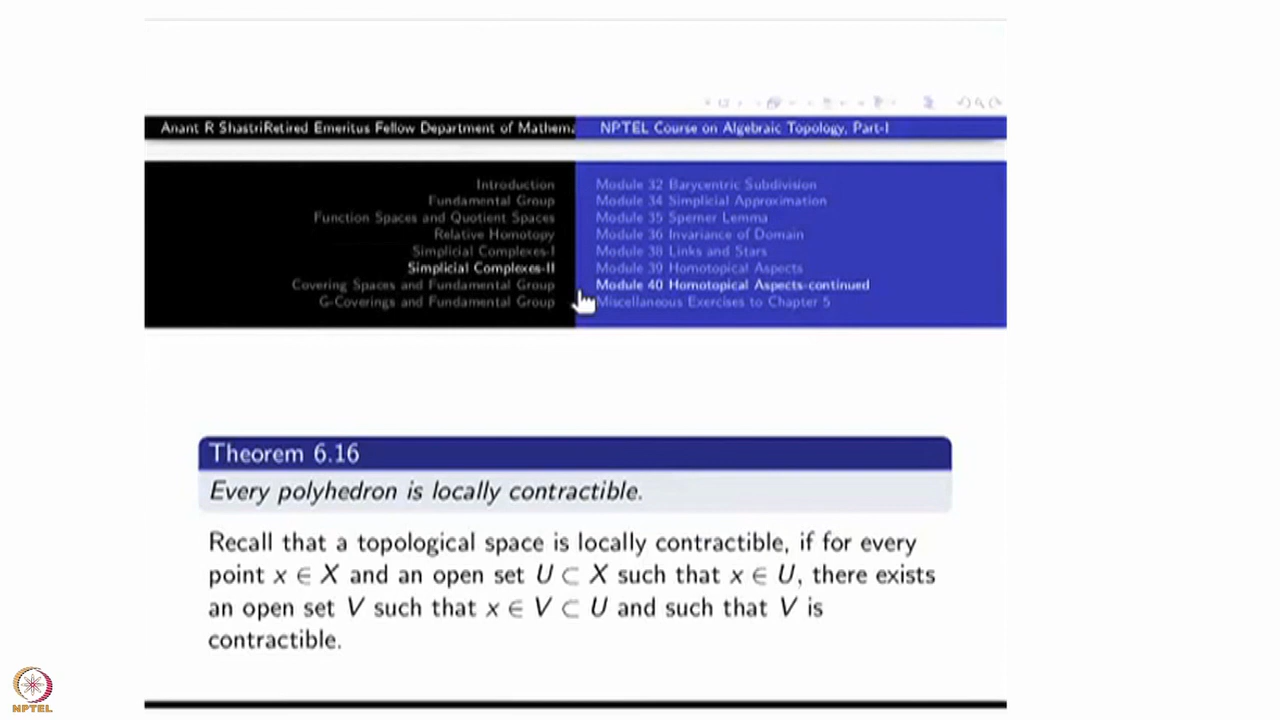 Anant R ShastriRetired Emeritus Fellow Department of Mathema
NPTEL Course on Algebraic Topology, Part-I
Introduction
Fundamental Group
Function Spaces and Quotient Spaces
Relative Homotopy
Simplicial Complexes-I
Simplicial Complexes-II
Covering Spaces and Fundamental Group
G-Coverings and Fundamental Group
Module 32 Barycentric Subdivision
Module 34 Simplicial Approximation
Module 35 Sperner Lemma
Module 36 Invariance of Domain
Module 38 Links and Stars
Module 39 Homotopical Aspects
Module 40 Homotopical Aspects-continued
Miscellaneous Exercises to Chapter 5
Theorem 6.16
Every polyhedron is locally contractible.
Recall that a topological space is locally contractible, if for every
point x ∈ X and an open set U ⊂ X such that x ∈ U, there exists
an open set V such that x ∈ V ⊂ U and such that V is
contractible.
NPTEL